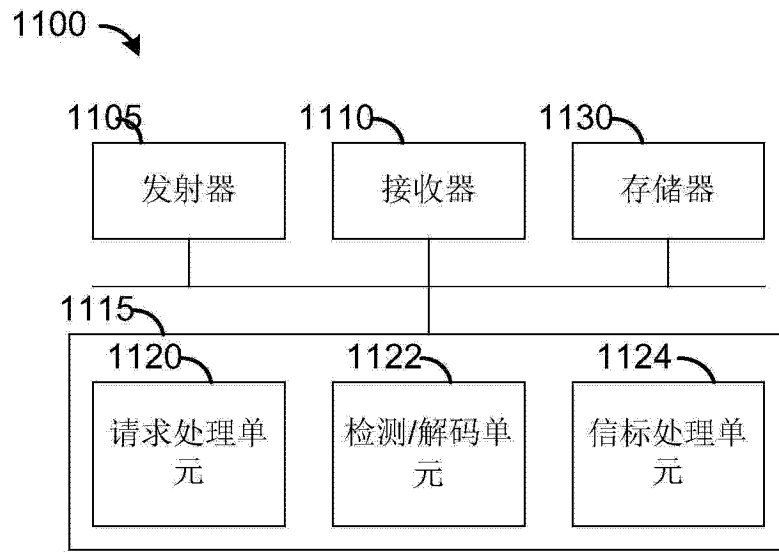 1100
1105
1110
1130
发射器
接收器
存储器
1115
1120
1122
1124
请求处理单
元
检测/解码单
元
信标处理单
元